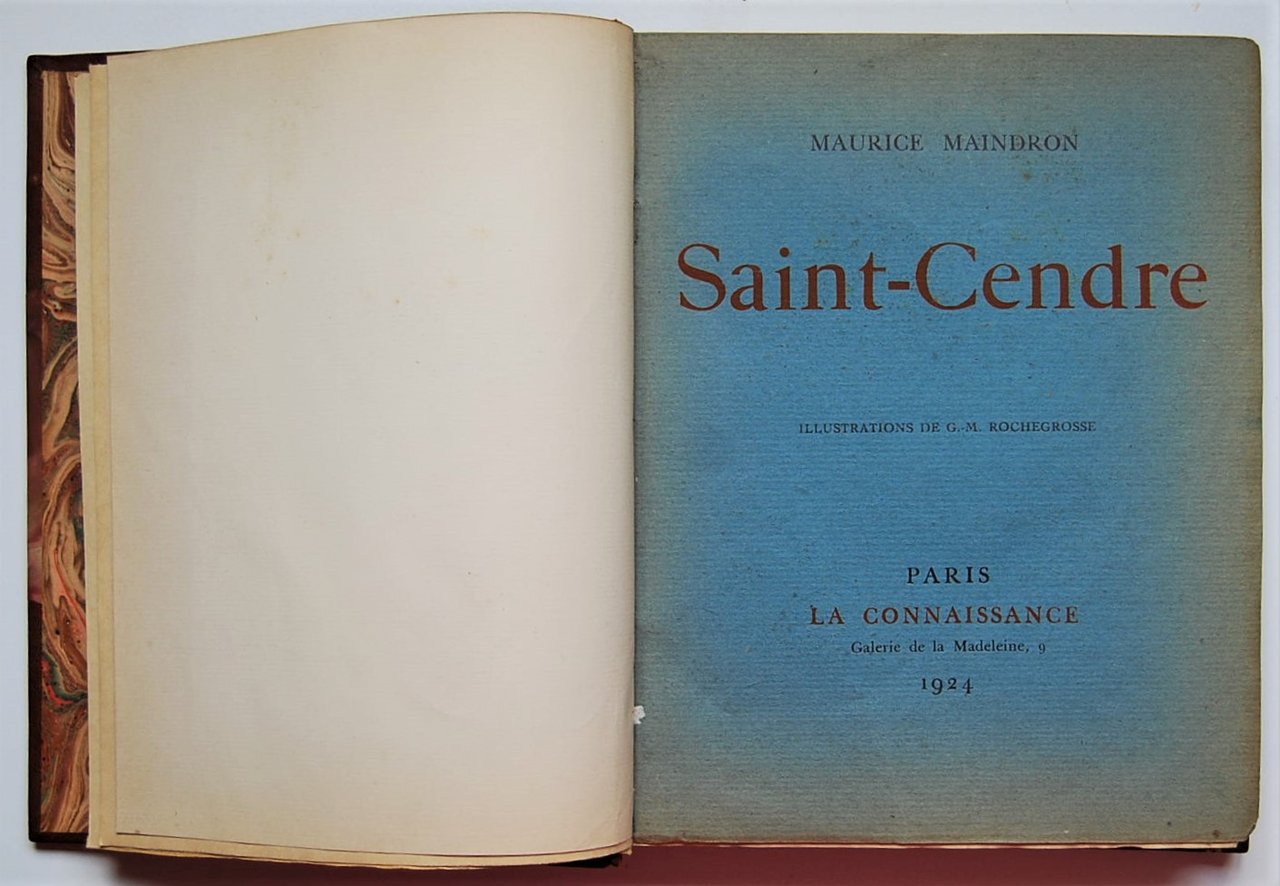 MAURICE MAINDRON
Saint-Cendre
ILLUSTRATIONS DE G.-M. ROCHEGROSSE
PARIS
LA CONNAISSANCE
Galerie de la Madeleine, 9
1924